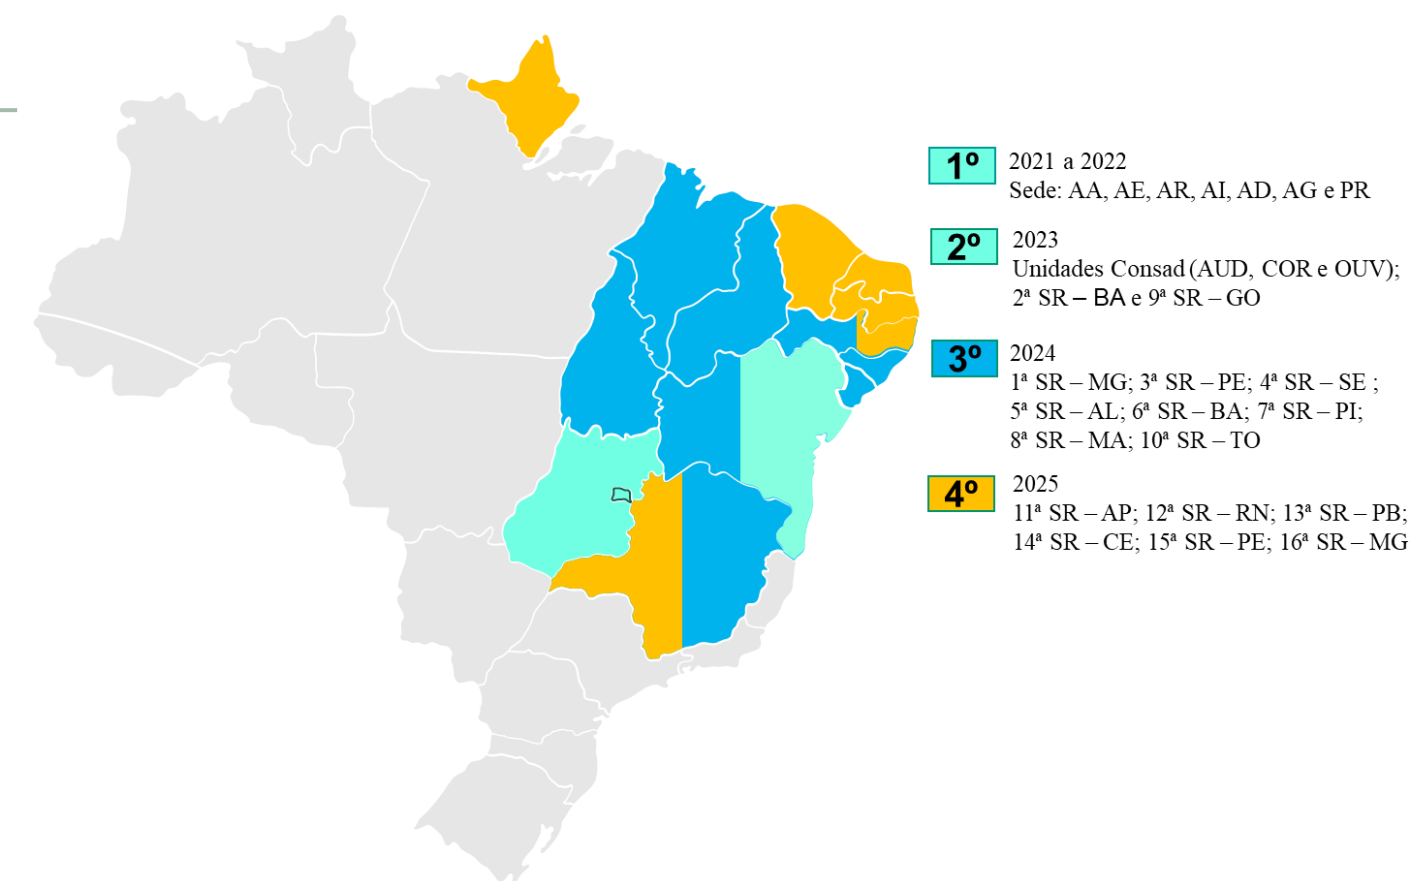 1º
2021 a 2022
Sede: AA, AE, AR, AI, AD, AG e PR
2º
2023
Unidades Consad (AUD, COR e OUV);
2ª SR – BA e 9ª SR – GO
3º
2024
1ª SR – MG; 3ª SR – PE; 4ª SR – SE ;
5ª SR – AL; 6ª SR – BA; 7ª SR – PI;
8ª SR – MA; 10ª SR – TO
4º
2025
11ª SR – AP; 12ª SR – RN; 13ª SR – PB;
14ª SR – CE; 15ª SR – PE; 16ª SR – MG